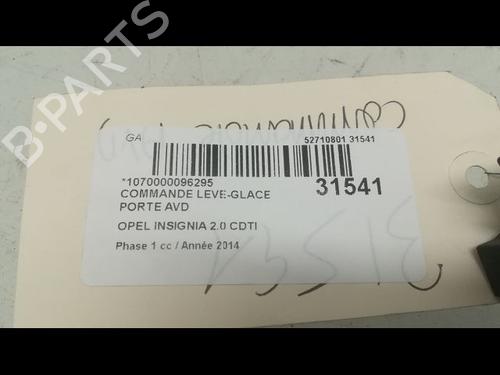 GA
52710801 31541
*1070000096295
COMMANDE LEVE-GLACE
31541
PORTE AVD
OPEL INSIGNIA 2.0 CDTI
Phase 1 cc / Année 2014
B-PARTS